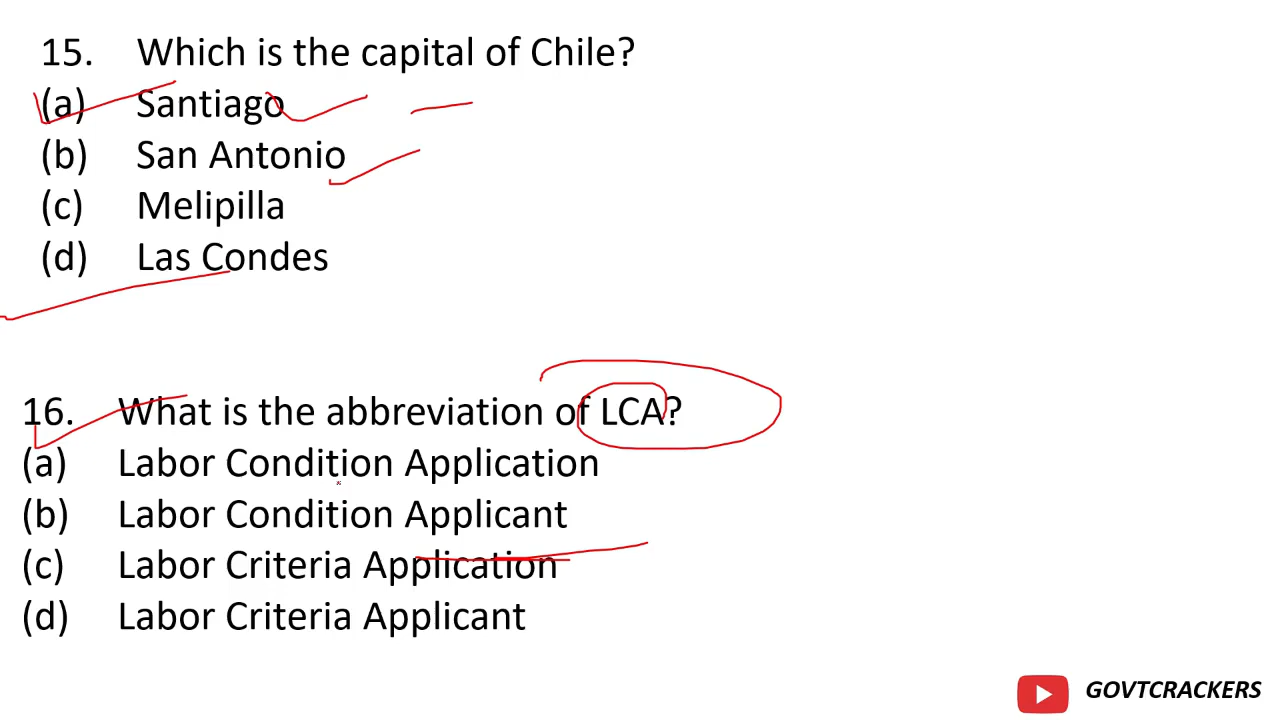 15. Which is the capital of Chile?
(a) Santiago
(b) San Antonio
(c) Melipilla
(d) Las Condes
16. What is the abbreviation of LCA?
(a) Labor Condition Application
(b) Labor Condition Applicant
(c) Labor Criteria Application
(d) Labor Criteria Applicant
GOVTCRACKERS